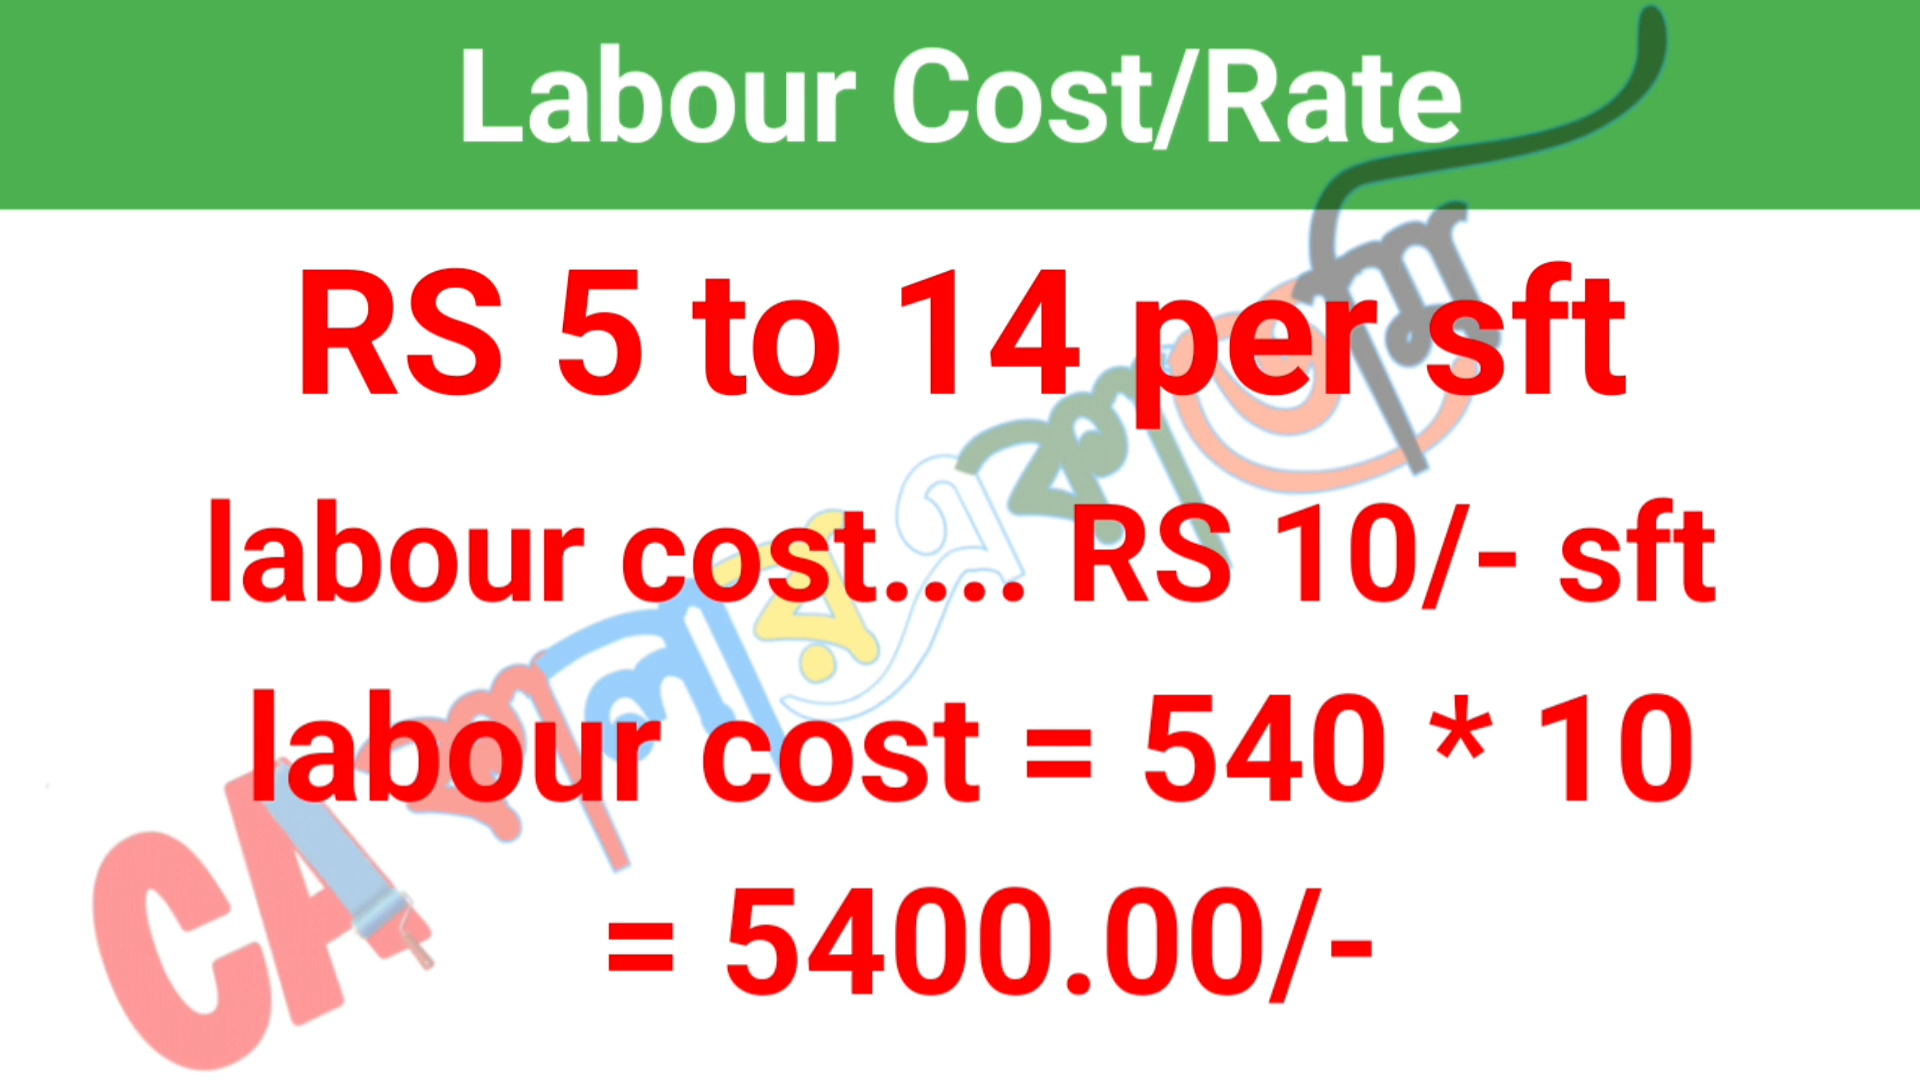 Labour Cost/Rate
RS 5 to 14 per sft
labour cost.... RS 10/- sft
labour cost = 540 * 10
= 5400.00/-
CA